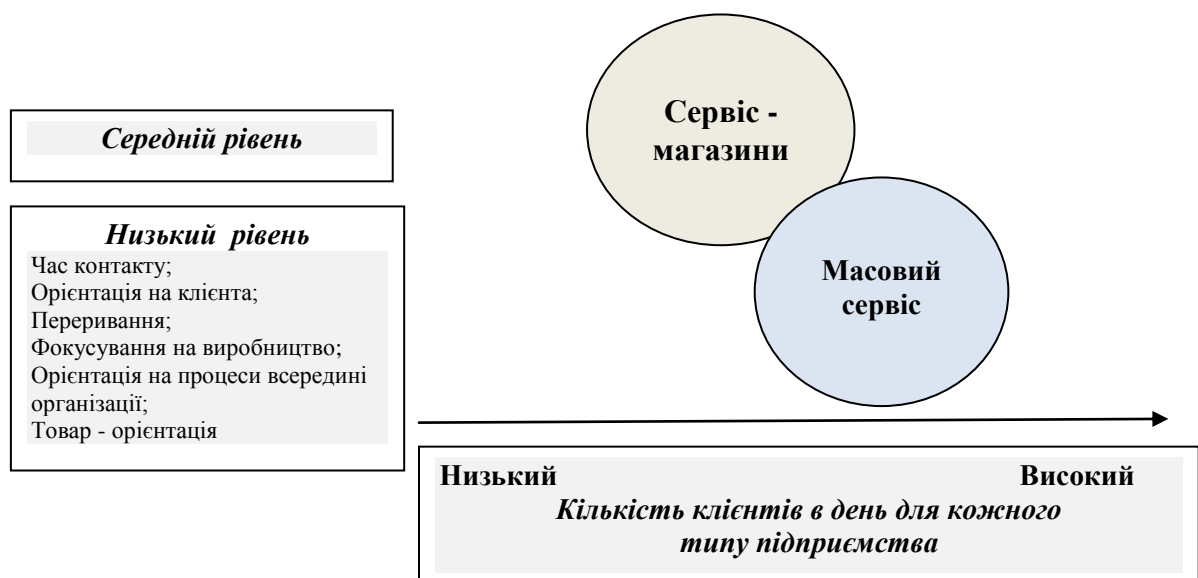 Сервіс -
магазини
Середній рівень
Низький рівень
Час контакту;
Орієнтація на клієнта;
Переривання;
Фокусування на виробництво;
Орієнтація на процеси всередині
організації;
Товар - орієнтація
Масовий
сервіс
Низький Високий
Кількість клієнтів в день для кожного
типу підприємства